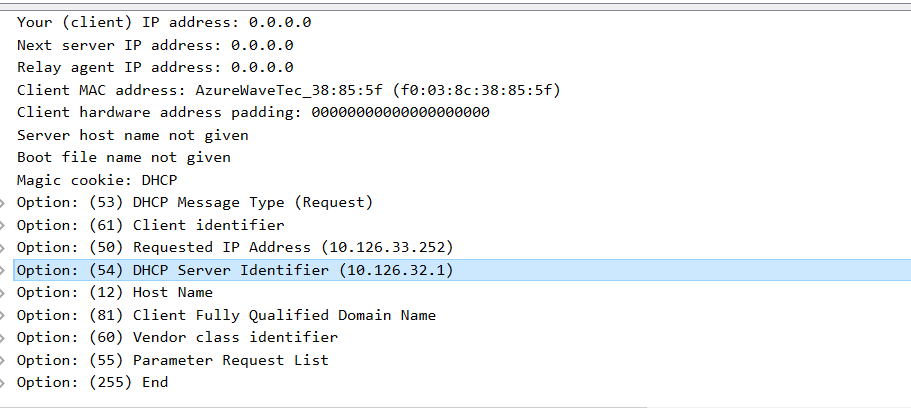 Your (client) IP address: 0.0.0.0
Next server IP address: 0.0.0.0
Relay agent IP address: 0.0.0.0
Client MAC address: AzureWaveTec_38:85:5f (f0:03:8c:38:85:5f)
Client hardware address padding: 00000000000000000000
Server host name not given
Boot file name not given
Magic cookie: DHCP
Option: (53) DHCP Message Type (Request)
Option: (61) Client identifier
Option: (50) Requested IP Address (10.126.33.252)
Option: (54) DHCP Server Identifier (10.126.32.1)
Option: (12) Host Name
Option: (81) Client Fully Qualified Domain Name
Option: (60) Vendor class identifier
Option: (55) Parameter Request List
Option: (255) End